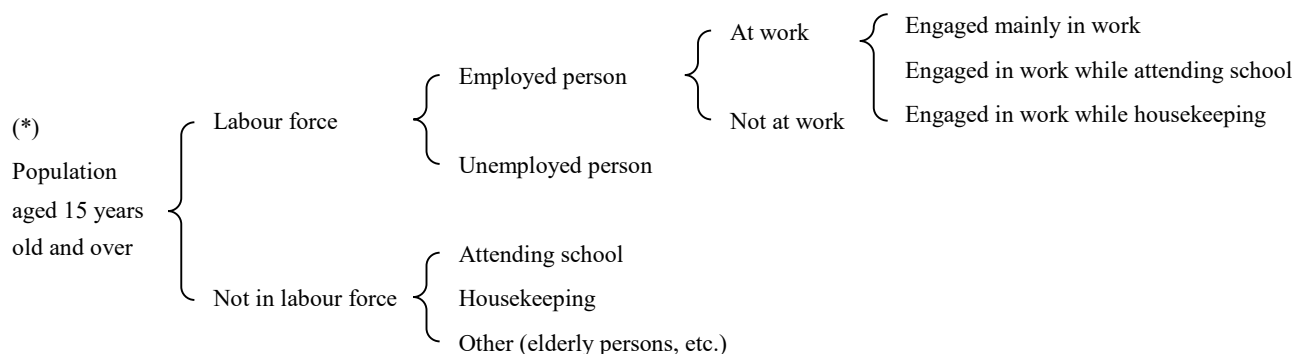 (*)
Population
aged 15 years
old and over
Labour force
Employed person
At work
Engaged mainly in work
Engaged in work while attending school
Engaged in work while housekeeping
Not at work
Unemployed person
Not in labour force
Attending school
Housekeeping
Other (elderly persons, etc.)